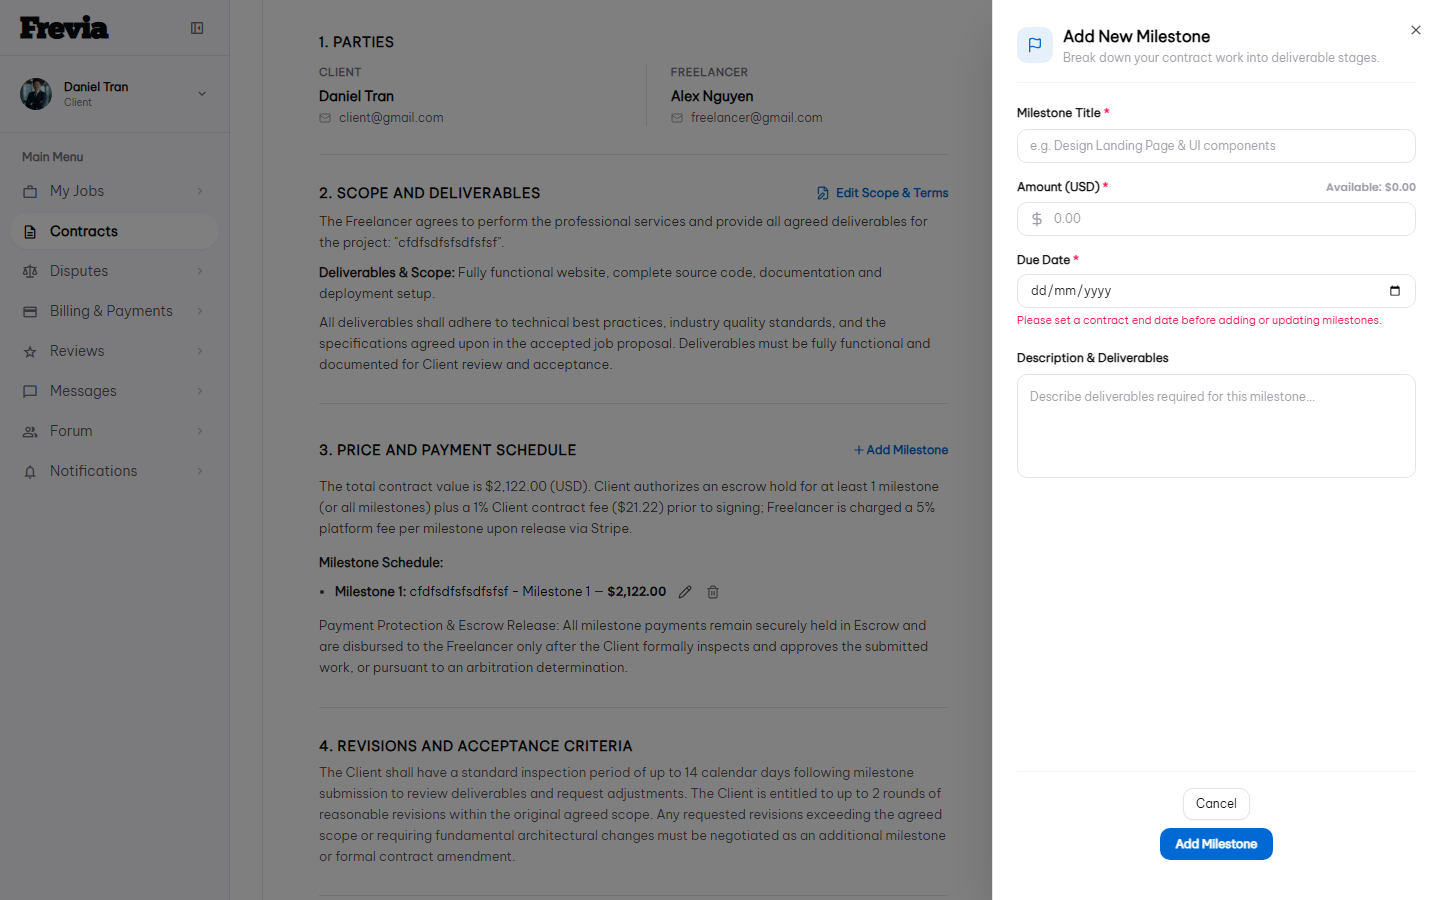 Frevia
Daniel Tran
Client
Main Menu
My Jobs
Contracts
Disputes
Billing & Payments
Reviews
Messages
Forum
Notifications
1. PARTIES
CLIENT
Daniel Tran
client@gmail.com
FREELANCER
Alex Nguyen
freelancer@gmail.com
2. SCOPE AND DELIVERABLES
Edit Scope & Terms
The Freelancer agrees to perform the professional services and provide all agreed deliverables for
the project: "cfdfsdfsfsdfsfsf".
Deliverables & Scope: Fully functional website, complete source code, documentation and
deployment setup.
All deliverables shall adhere to technical best practices, industry quality standards, and the
specifications agreed upon in the accepted job proposal. Deliverables must be fully functional and
documented for Client review and acceptance.
3. PRICE AND PAYMENT SCHEDULE
+ Add Milestone
The total contract value is $2,122.00 (USD). Client authorizes an escrow hold for at least 1 milestone
(or all milestones) plus a 1% Client contract fee ($21.22) prior to signing; Freelancer is charged a 5%
platform fee per milestone upon release via Stripe.
Milestone Schedule:
• Milestone 1: cfdfsdfsfsdfsfsf - Milestone 1 — $2,122.00
Payment Protection & Escrow Release: All milestone payments remain securely held in Escrow and
are disbursed to the Freelancer only after the Client formally inspects and approves the submitted
work, or pursuant to an arbitration determination.
4. REVISIONS AND ACCEPTANCE CRITERIA
The Client shall have a standard inspection period of up to 14 calendar days following milestone
submission to review deliverables and request adjustments. The Client is entitled to up to 2 rounds of
reasonable revisions within the original agreed scope. Any requested revisions exceeding the agreed
scope or requiring fundamental architectural changes must be negotiated as an additional milestone
or formal contract amendment.
Add New Milestone
Break down your contract work into deliverable stages.
Milestone Title *
e.g. Design Landing Page & UI components
Amount (USD) *
Available: $0.00
$ 0.00
Due Date *
dd/mm/yyyy
Please set a contract end date before adding or updating milestones.
Description & Deliverables
Describe deliverables required for this milestone...
Cancel
Add Milestone